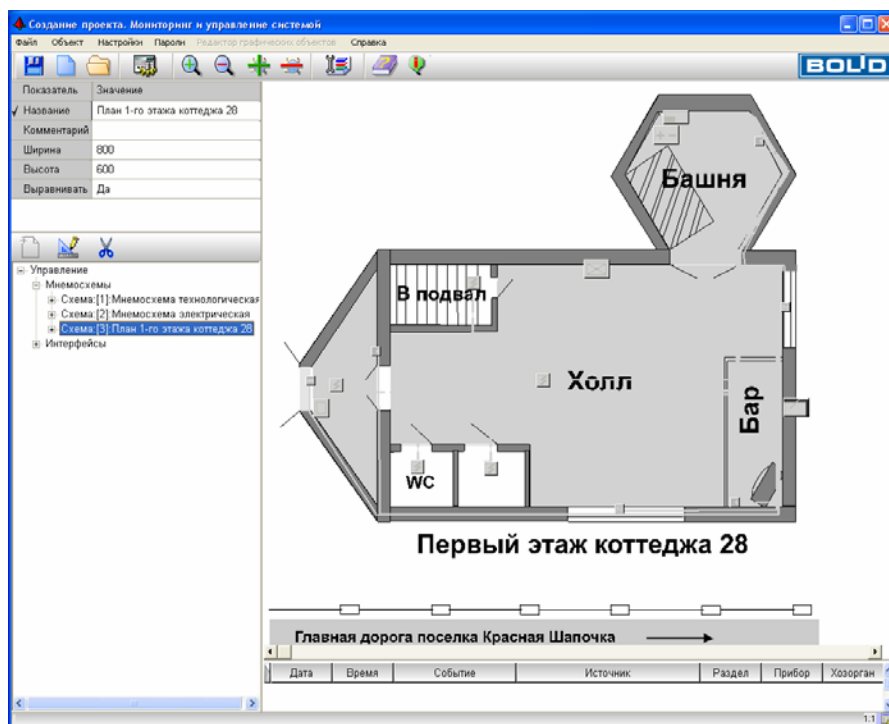 Создание проекта. Мониторинг и управление системой
Файл Объект Настройки Пароли Редактор графических объектов Справка
BOLID
Показатель Значение
Название План 1-го этажа коттеджа 28
Комментарий
Ширина 800
Высота 600
Выравнивать Да
Управление
Мнемосхемы
Схема:[1]:Мнемосхема технологическая
Схема:[2]:Мнемосхема электрическая
Схема:[3]:План 1-го этажа коттеджа 28
Интерфейсы
Башня
В подвал
Холл
Бар
WC
Первый этаж коттеджа 28
Главная дорога поселка Красная Шапочка
Дата Время Событие Источник Раздел Прибор Хозорган
1:1